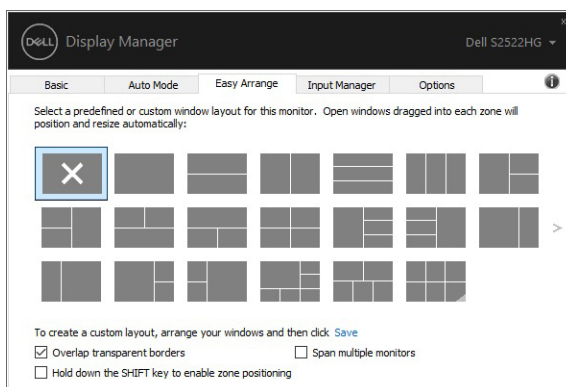 DELL Display Manager
Dell S2522HG
Basic Auto Mode Easy Arrange Input Manager Options
Select a predefined or custom window layout for this monitor. Open windows dragged into each zone will
position and resize automatically:
To create a custom layout, arrange your windows and then click Save
Overlap transparent borders
Span multiple monitors
Hold down the SHIFT key to enable zone positioning